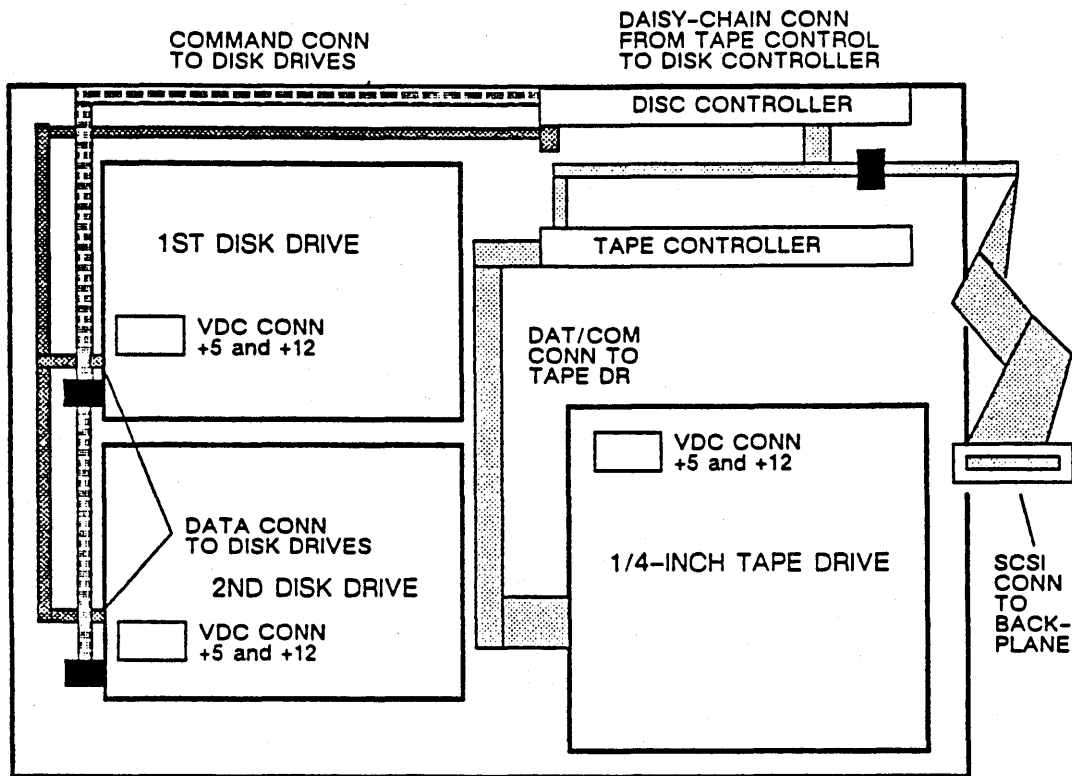 COMMAND CONN
TO DISK DRIVES
DAISY-CHAIN CONN
FROM TAPE CONTROL
TO DISK CONTROLLER
DISC CONTROLLER
1ST DISK DRIVE
TAPE CONTROLLER
VDC CONN
+5 and +12
DAT/COM
CONN TO
TAPE DR
VDC CONN
+5 and +12
DATA CONN
TO DISK DRIVES
2ND DISK DRIVE
1/4-INCH TAPE DRIVE
VDC CONN
+5 and +12
SCSI
CONN
TO
BACK-
PLANE